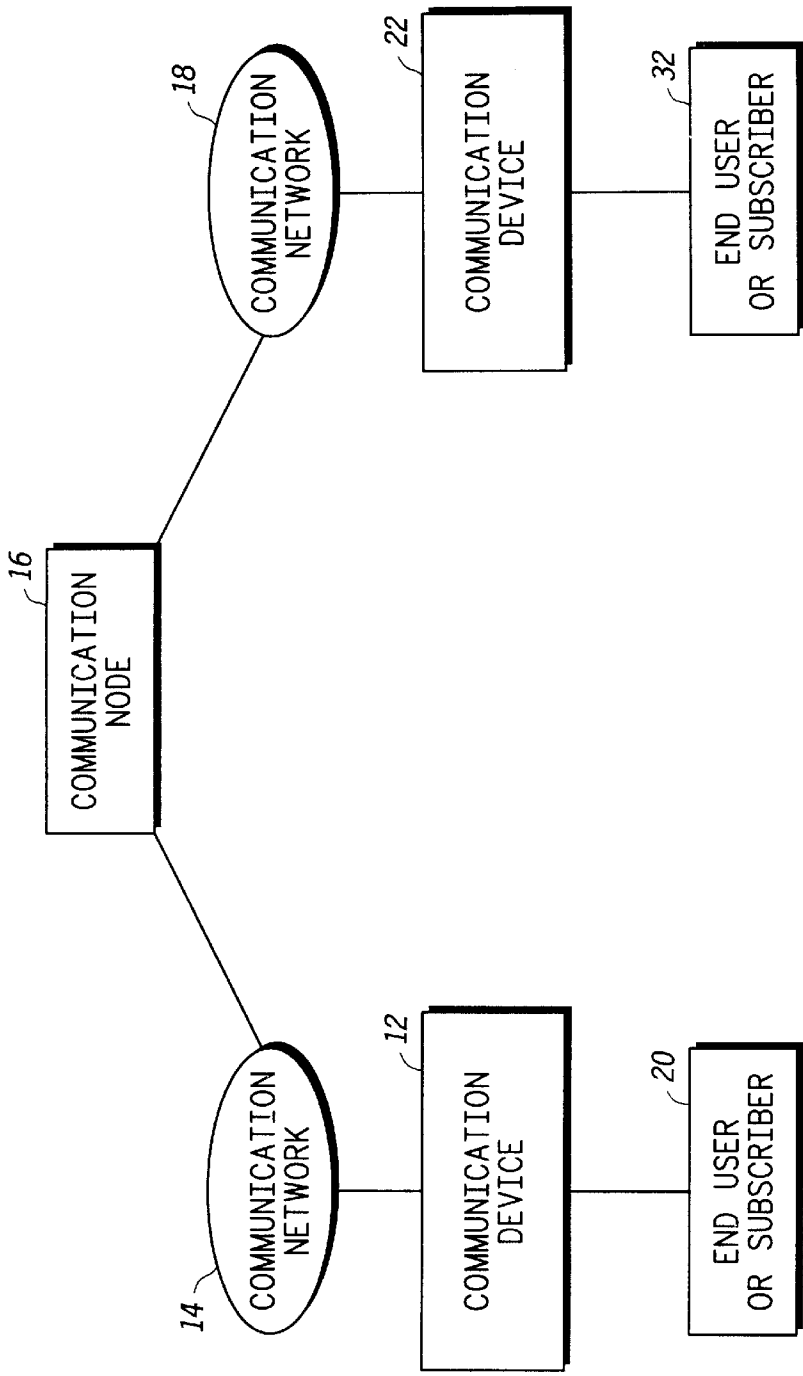 16
COMMUNICATION
NODE
14
COMMUNICATION
NETWORK
18
COMMUNICATION
NETWORK
12
COMMUNICATION
DEVICE
22
COMMUNICATION
DEVICE
20
END USER
OR SUBSCRIBER
32
END USER
OR SUBSCRIBER